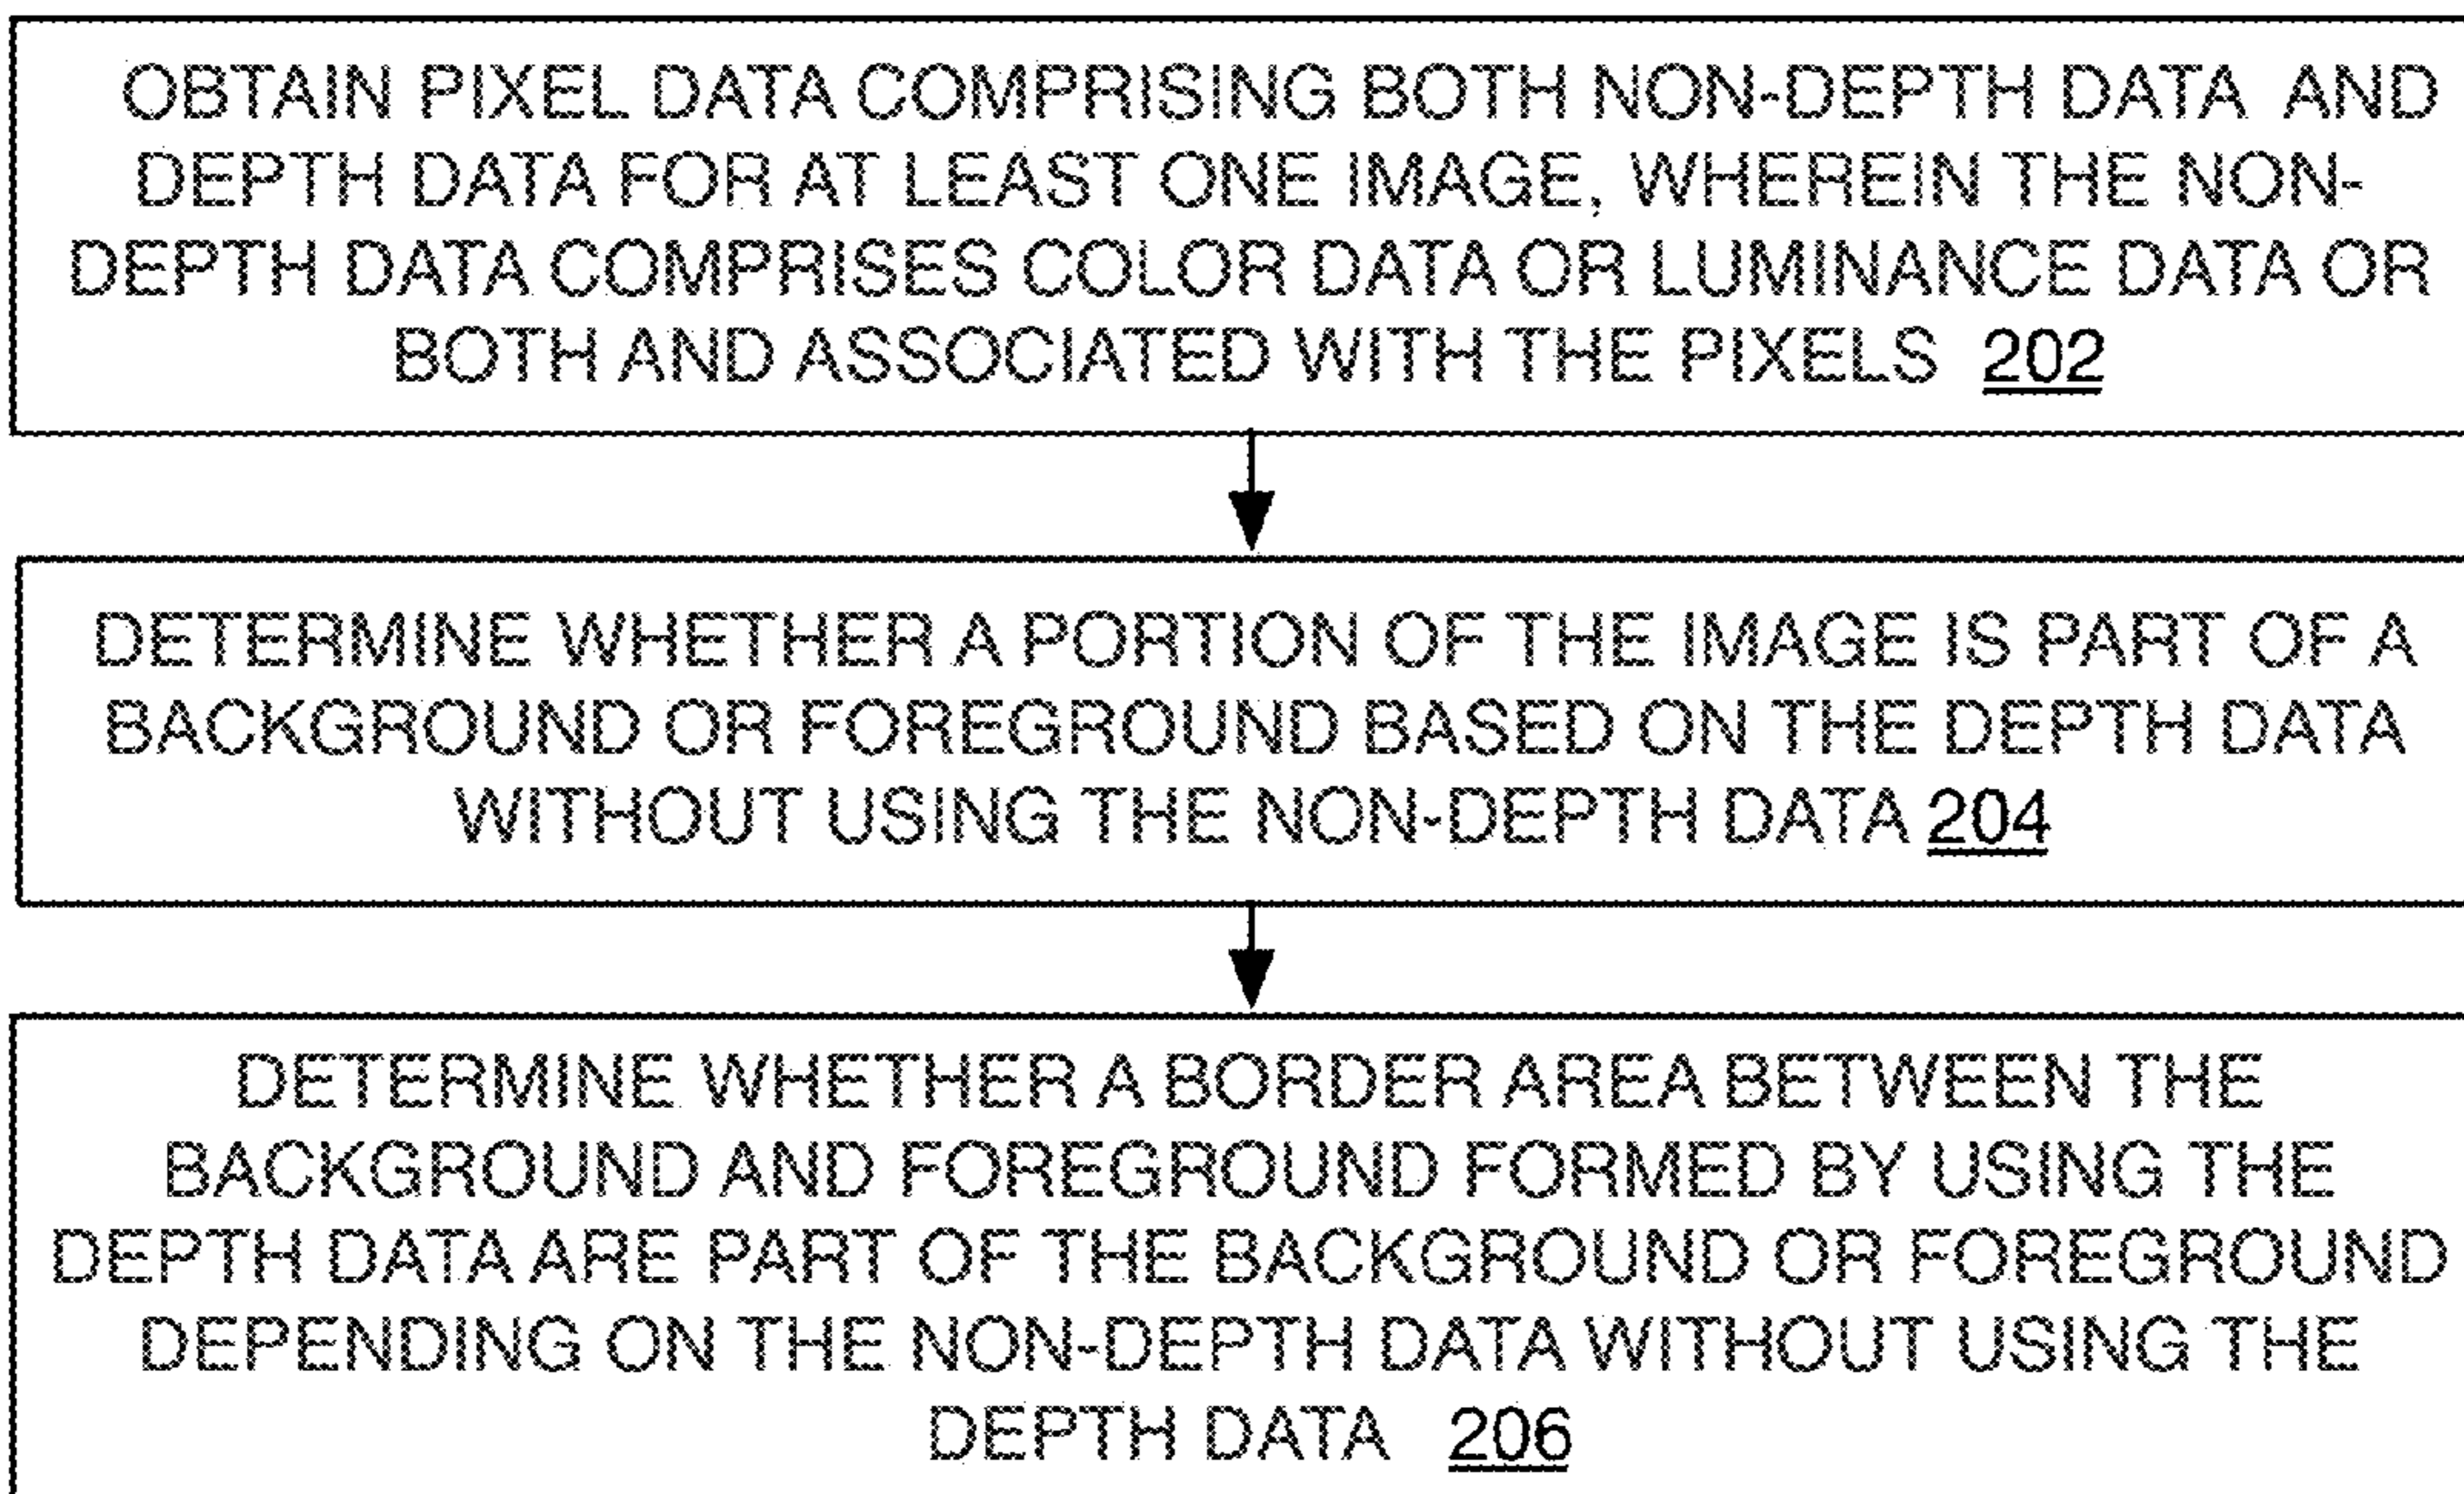 OBTAIN PIXEL DATA COMPRISING BOTH NON-DEPTH DATA AND
DEPTH DATA FOR AT LEAST ONE IMAGE, WHEREIN THE NON-
DEPTH DATA COMPRISES COLOR DATA OR LUMINANCE DATA OR
BOTH AND ASSOCIATED WITH THE PIXELS 202
DETERMINE WHETHER A PORTION OF THE IMAGE IS PART OF A
BACKGROUND OR FOREGROUND BASED ON THE DEPTH DATA
WITHOUT USING THE NON-DEPTH DATA 204
DETERMINE WHETHER A BORDER AREA BETWEEN THE
BACKGROUND AND FOREGROUND FORMED BY USING THE
DEPTH DATA ARE PART OF THE BACKGROUND OR FOREGROUND
DEPENDING ON THE NON-DEPTH DATA WITHOUT USING THE
DEPTH DATA 206